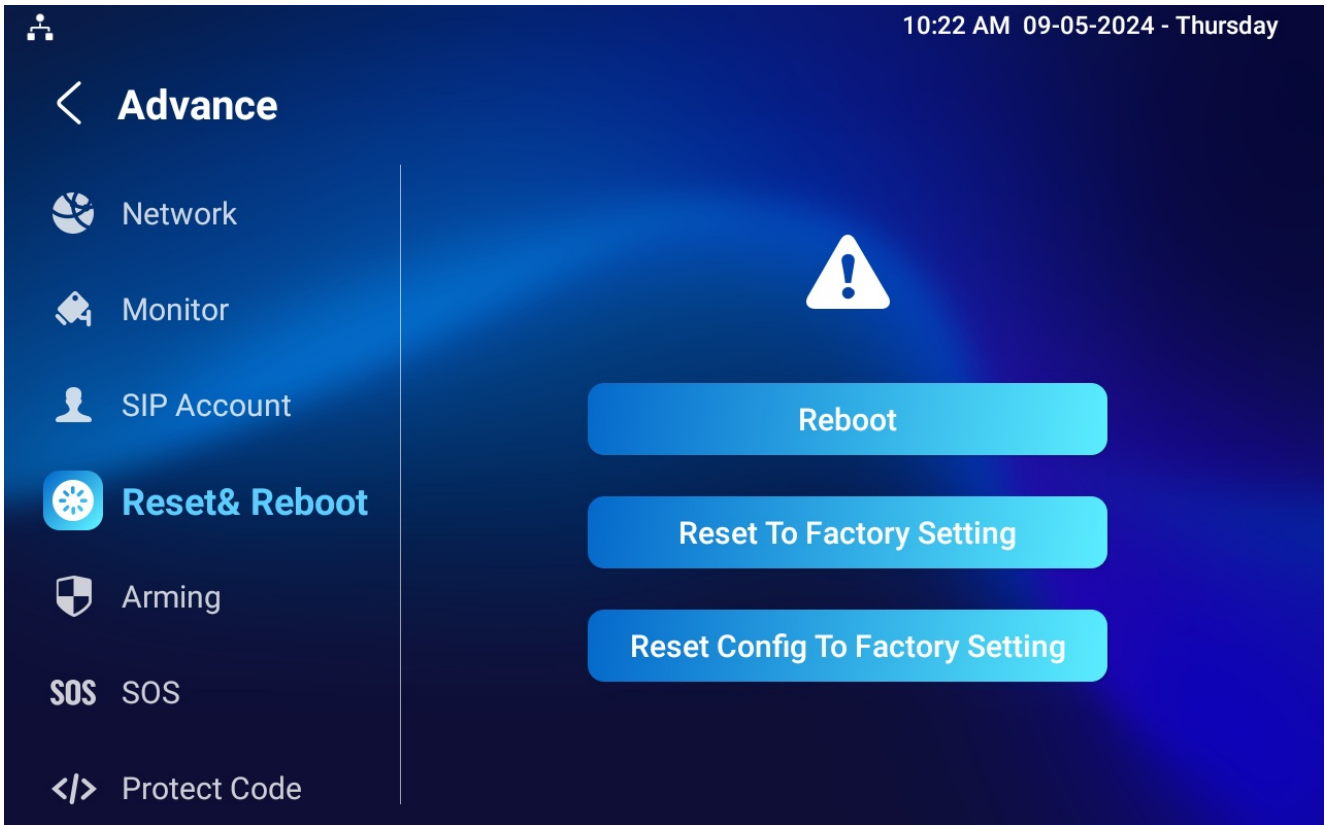 10:22 AM 09-05-2024 - Thursday
Advance
Network
Monitor
SIP Account
Reset& Reboot
Arming
SOS SOS
Protect Code
Reboot
Reset To Factory Setting
Reset Config To Factory Setting